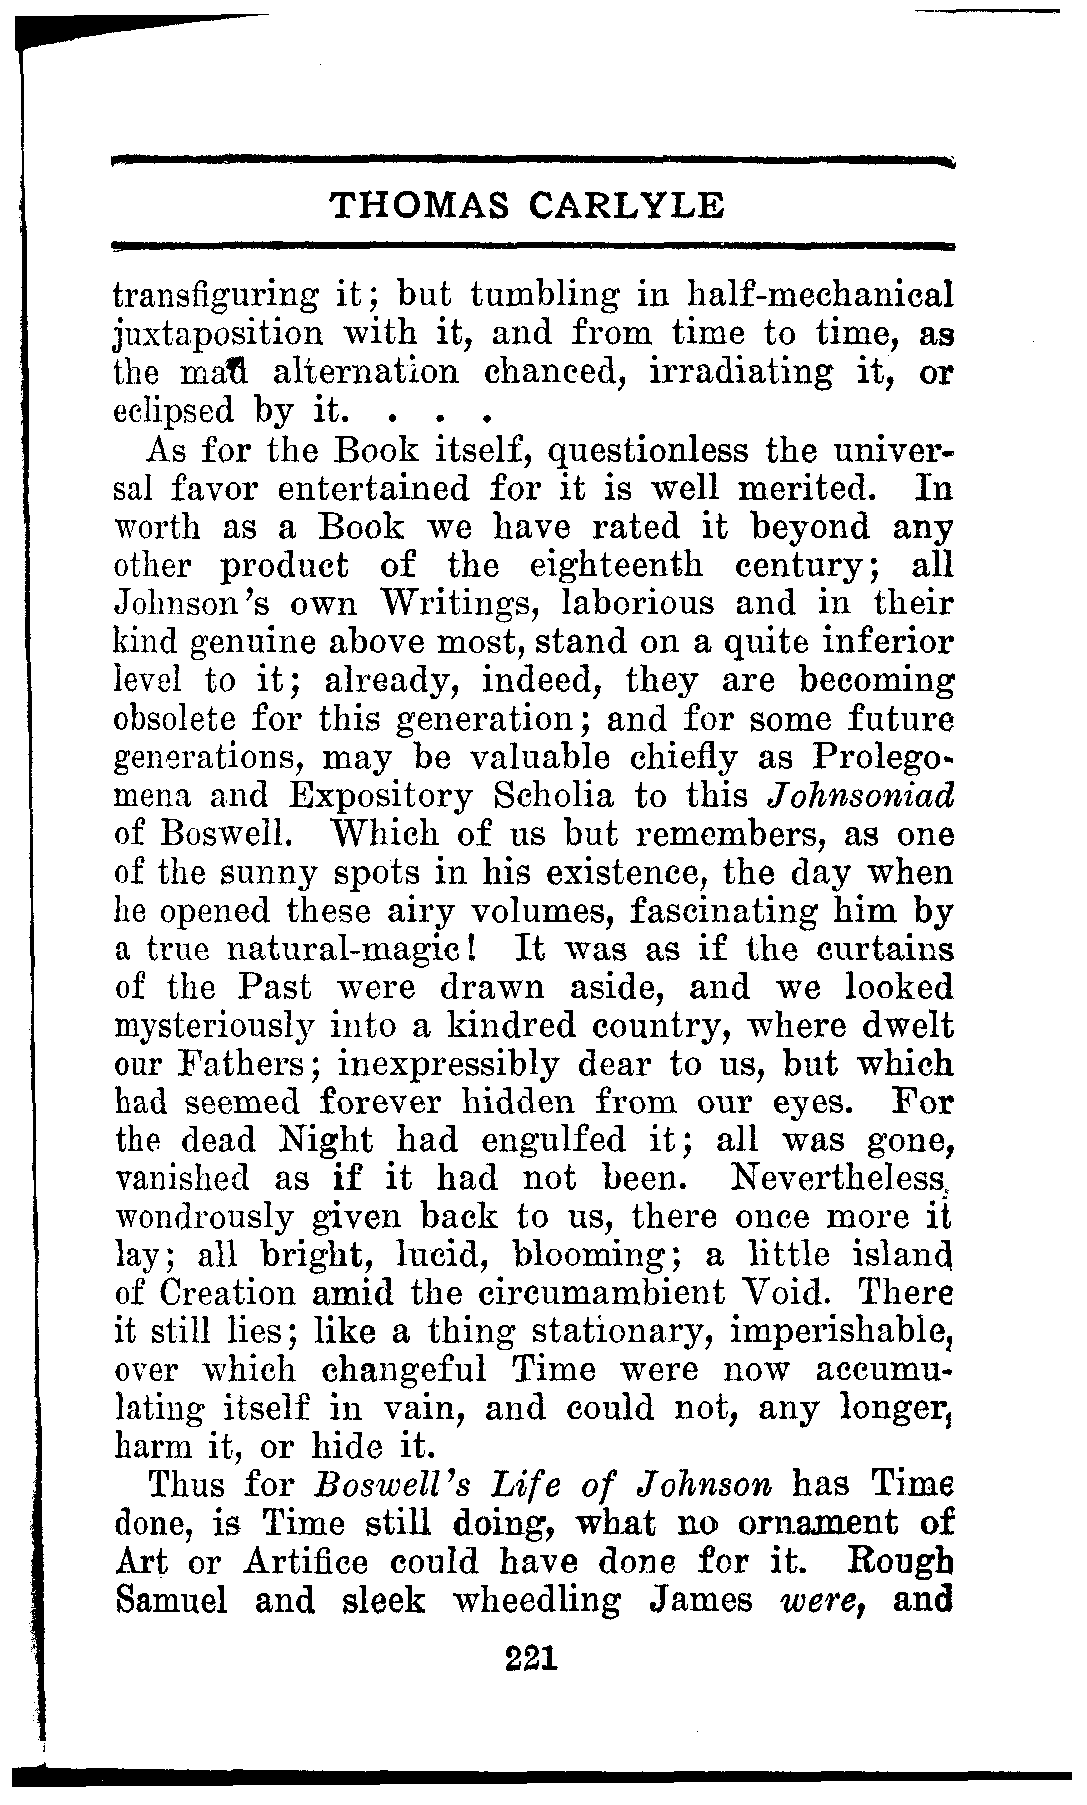 THOMAS CARLYLE
transfiguring it; but tumbling in half-mechanical
juxtaposition with it, and from time to time, as
the mad alternation chanced, irradiating it, or
eclipsed by it. . . .
As for the Book itself, questionless the univer-
sal favor entertained for it is well merited. In
worth as a Book we have rated it beyond any
other product of the eighteenth century; all
Johnson's own Writings, laborious and in their
kind genuine above most, stand on a quite inferior
level to it; already, indeed, they are becoming
obsolete for this generation; and for some future
generations, may be valuable chiefly as Prolego-
mena and Expository Scholia to this Johnsoniad
of Boswell. Which of us but remembers, as one
of the sunny spots in his existence, the day when
he opened these airy volumes, fascinating him by
a true natural-magic! It was as if the curtains
of the Past were drawn aside, and we looked
mysteriously into a kindred country, where dwelt
our Fathers; inexpressibly dear to us, but which
had seemed forever hidden from our eyes. For
the dead Night had engulfed it; all was gone,
vanished as if it had not been. Nevertheless,
wondrously given back to us, there once more it
lay; all bright, lucid, blooming; a little island
of Creation amid the circumambient Void. There
it still lies; like a thing stationary, imperishable,
over which changeful Time were now accumu-
lating itself in vain, and could not, any longer,
harm it, or hide it.
Thus for Boswell's Life of Johnson has Time
done, is Time still doing, what no ornament of
Art or Artifice could have done for it. Rough
Samuel and sleek wheedling James were, and
221